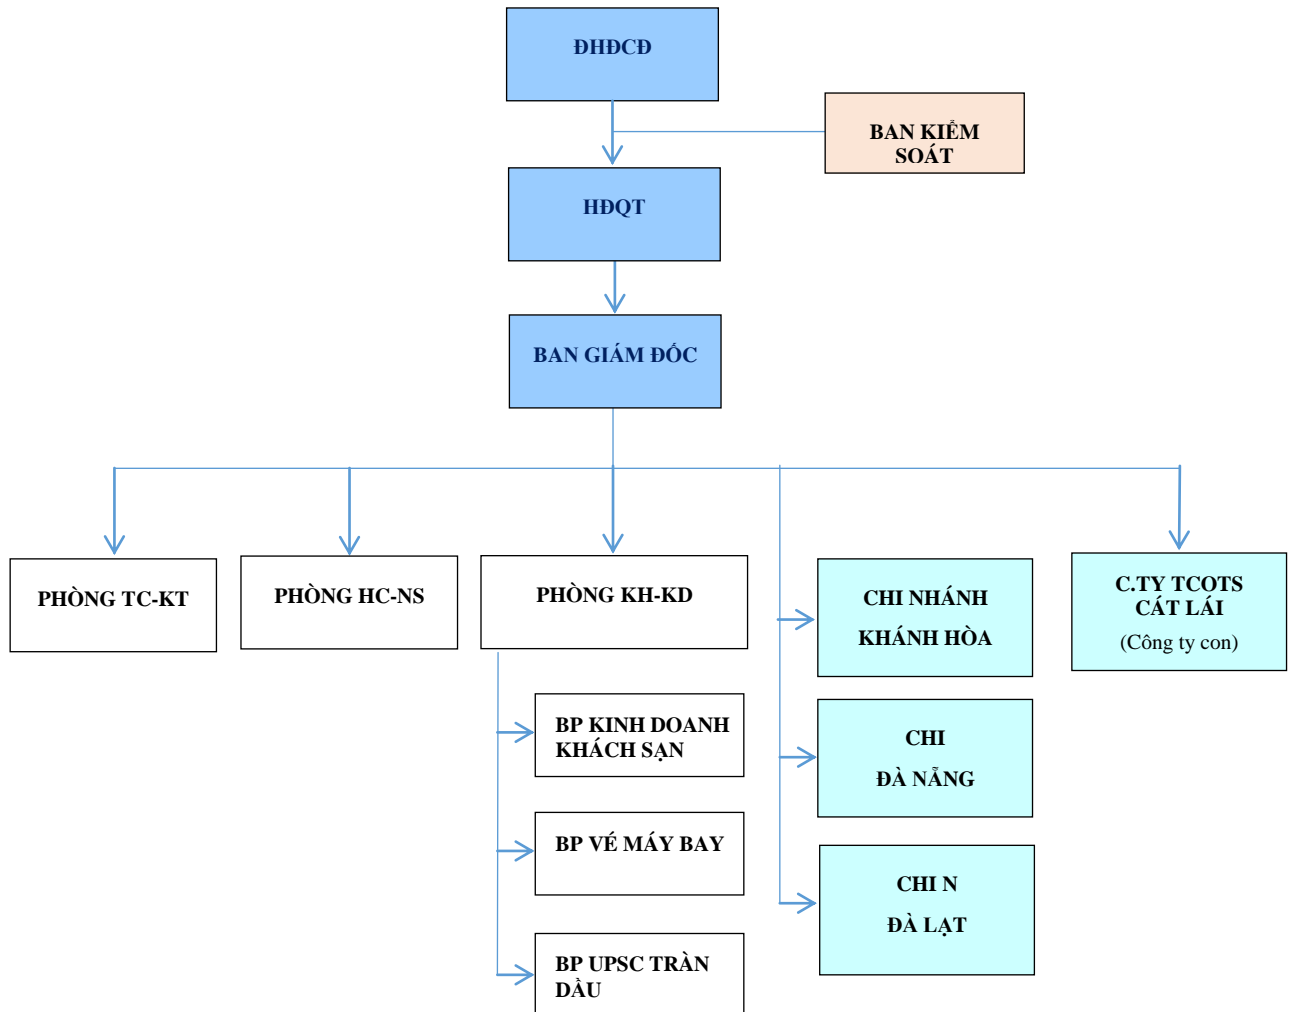 ĐHĐCĐ
BAN KIỂM
SOÁT
HĐQT
BAN GIÁM ĐỐC
PHÒNG TC-KT
PHÒNG HC-NS
PHÒNG KH-KD
CHI NHÁNH
KHÁNH HÒA
C.TY TCOTS
CÁT LÁI
(Công ty con)
BP KINH DOANH
KHÁCH SẠN
CHI
ĐÀ NẴNG
BP VÉ MÁY BAY
CHI N
ĐÀ LẠT
BP UPSC TRÀN
DẦU